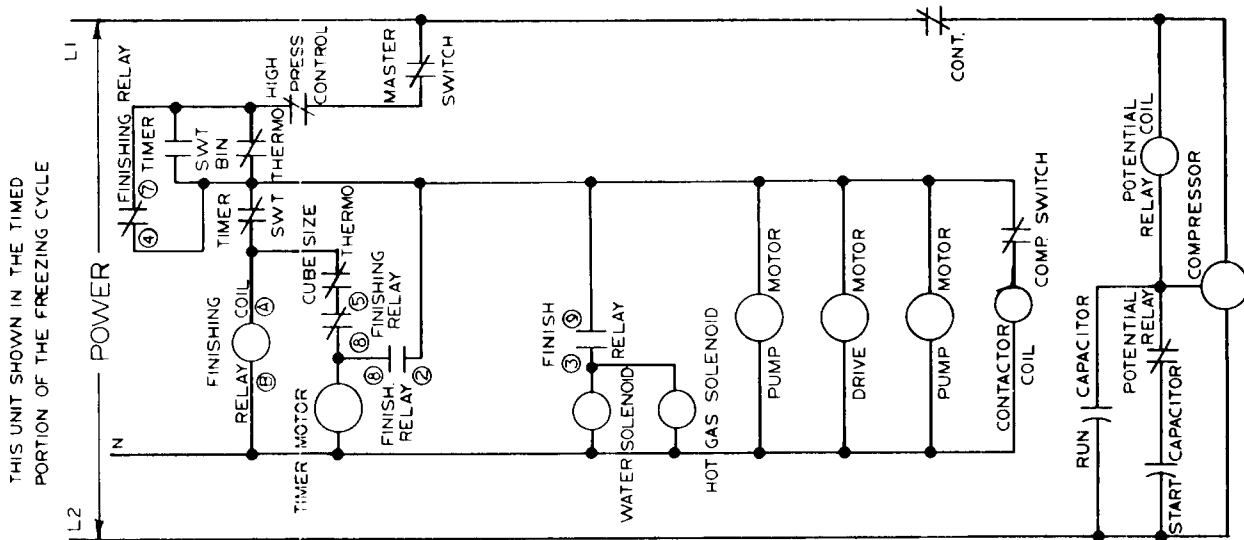 THIS UNIT SHOWN IN THE TIMED
PORTION OF THE FREEZING CYCLE
L1
L2
POWER
N
FINISHING RELAY
④
⑦
TIMER
SWT
BIN
THERMO
HIGH
PRESS
CONTROL
MASTER
SWITCH
CONT.
TIMER
SWT
FINISHING
RELAY COIL
Ⓑ
Ⓐ
CUBE SIZE
THERMO
⑧
⑤
FINISHING
RELAY
TIMER MOTOR
⑧
②
FINISH
RELAY
FINISH
RELAY
③
⑨
WATER SOLENOID
HOT GAS SOLENOID
PUMP MOTOR
DRIVE MOTOR
PUMP MOTOR
CONTACTOR
COIL
COMP. SWITCH
RUN CAPACITOR
POTENTIAL
RELAY
START CAPACITOR
POTENTIAL
RELAY COIL
COMPRESSOR